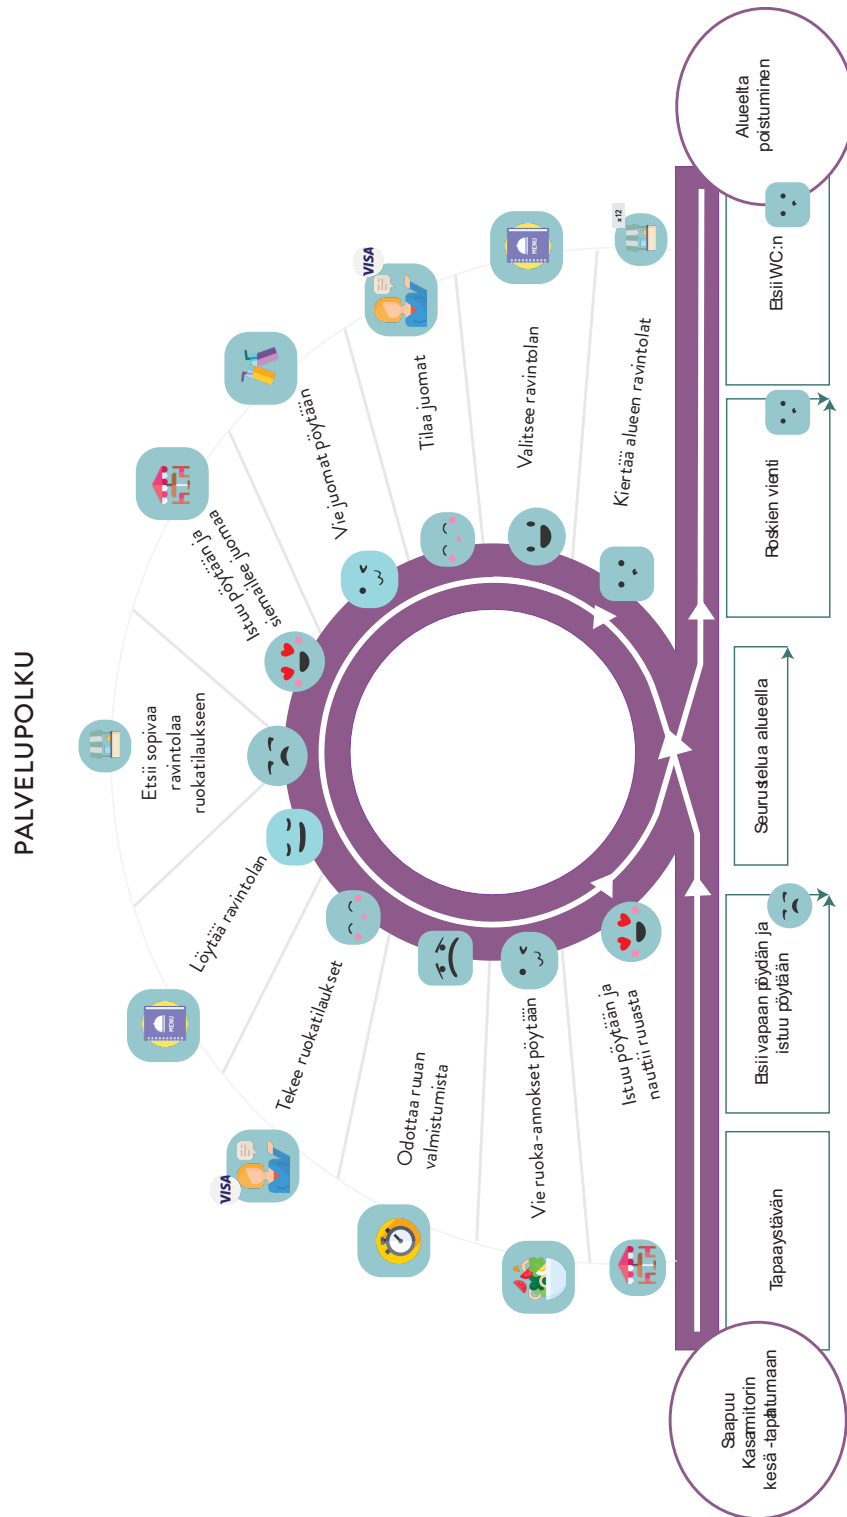 PALVELUPOLKU
Etsii sopivaa
ravintolaa
ruokatilaukseen
Istuu pöytään ja
siemailee juomaa
Vie juomat pöytään
VISA
Tilaa juomat
MENU
Valitsee ravintolan
x12
Kiertää alueen ravintolat
MENU
Löytää ravintolan
VISA
Tekee ruokatilaukset
Odottaa ruuan
valmistumista
Vie ruoka-annokset pöytään
Istuu pöytään ja
nauttii ruuasta
Saapuu
Kasarmitorin
kesä -tapahtumaan
Tapaa ystävän
Etsii vapaan pöydän ja
istuu pöytään
Seurustelua alueella
Roskien vienti
Etsii WC:n
Alueelta
poistuminen